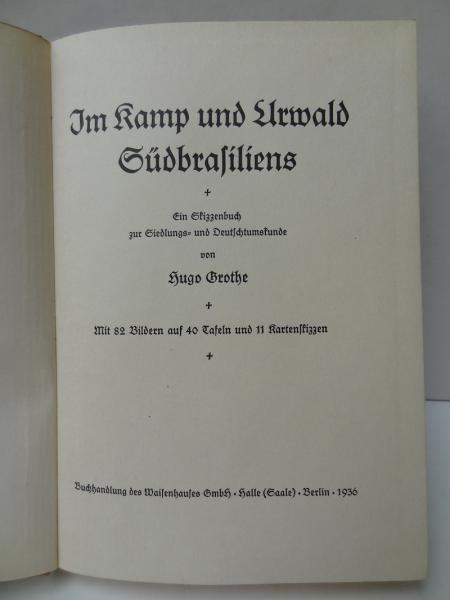 Im Kamp und Urwald
Südbrasiliens
Ein Skizzenbuch
zur Siedlungs- und Deutschtumskunde
von
Hugo Grothe
Mit 82 Bildern auf 40 Tafeln und 11 Kartenskizzen
Buchhandlung des Waisenhauses GmbH · Halle (Saale) · Berlin · 1936